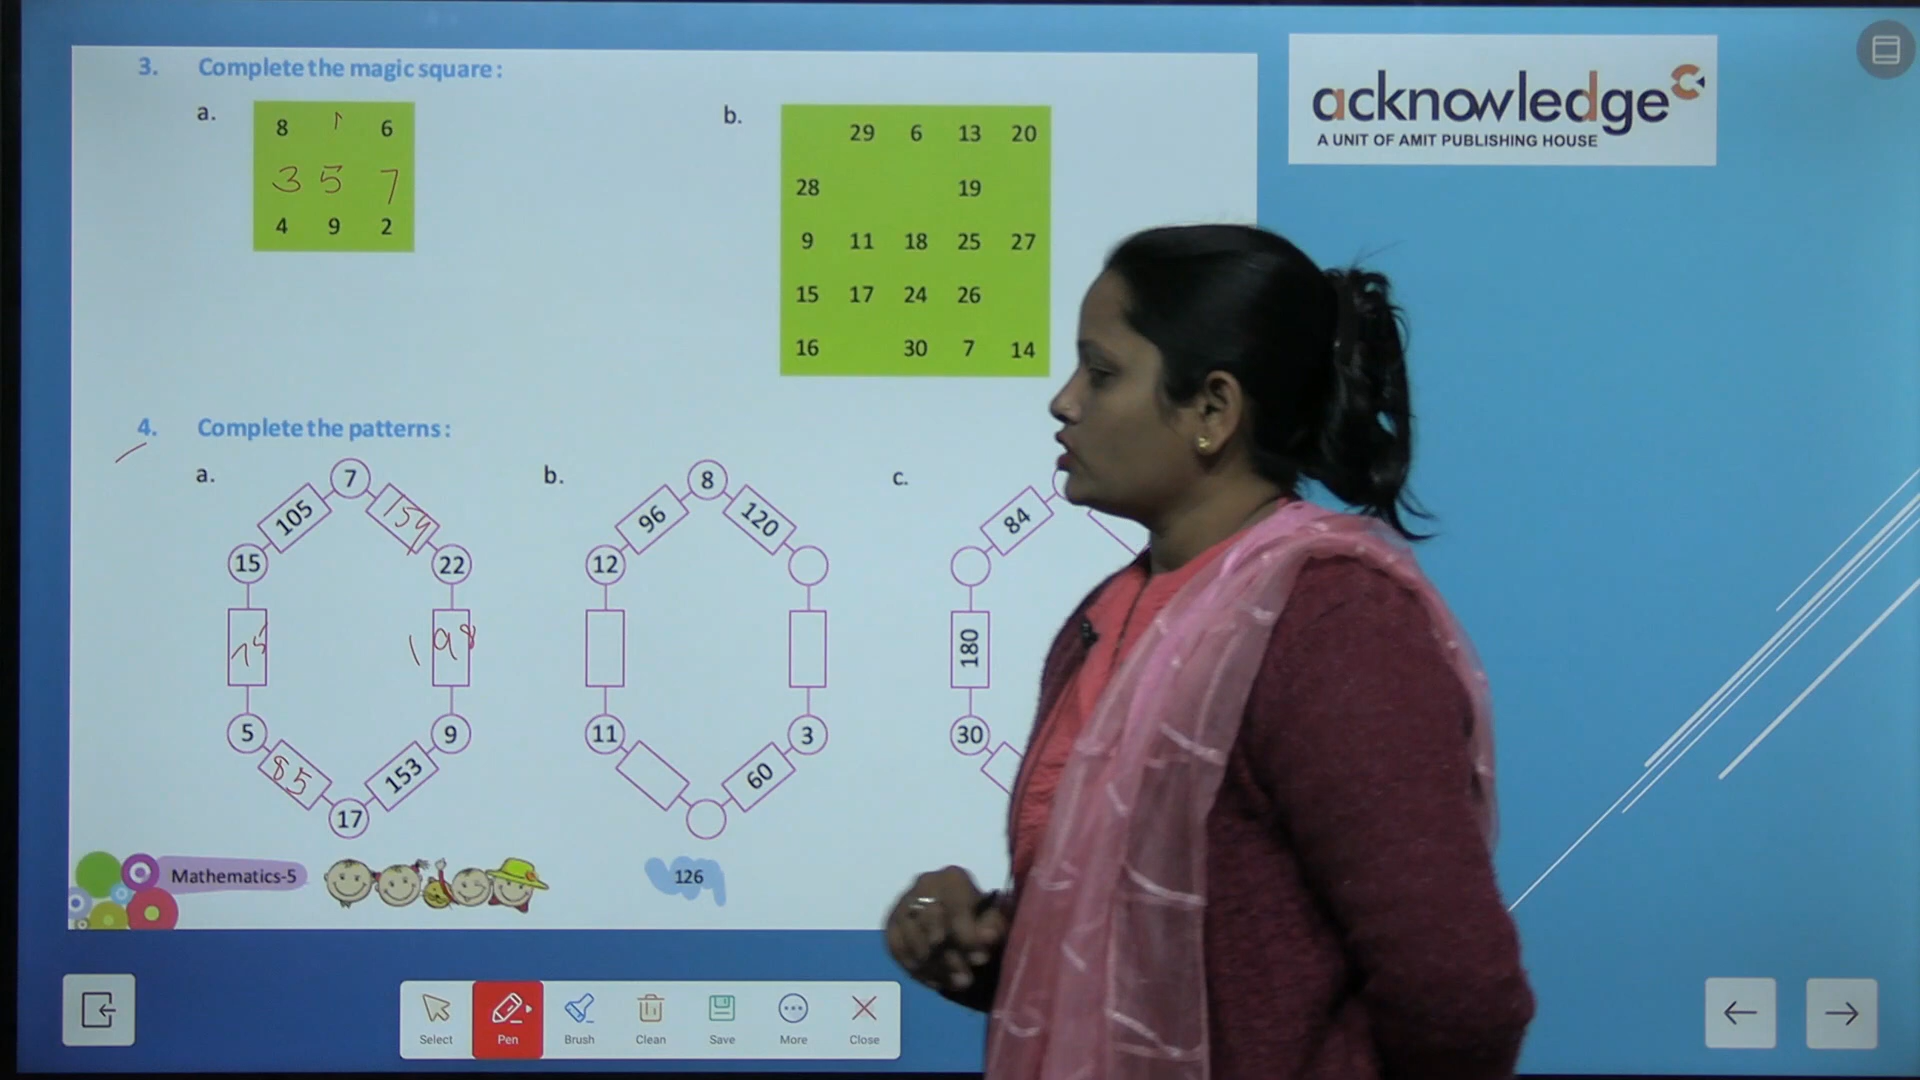 3. Complete the magic square :
a.
8 1 6
3 5 7
4 9 2
b.
29 6 13 20
28 19
9 11 18 25 27
15 17 24 26
16 30 7 14
acknowledge
A UNIT OF AMIT PUBLISHING HOUSE
4. Complete the patterns :
a.
7
105 154
15 22
75 198
5 9
85 153
17
b.
8
96 120
12
11 3
60
c.
84
180
30
Mathematics-5
126
Select Pen Brush Clean Save More Close